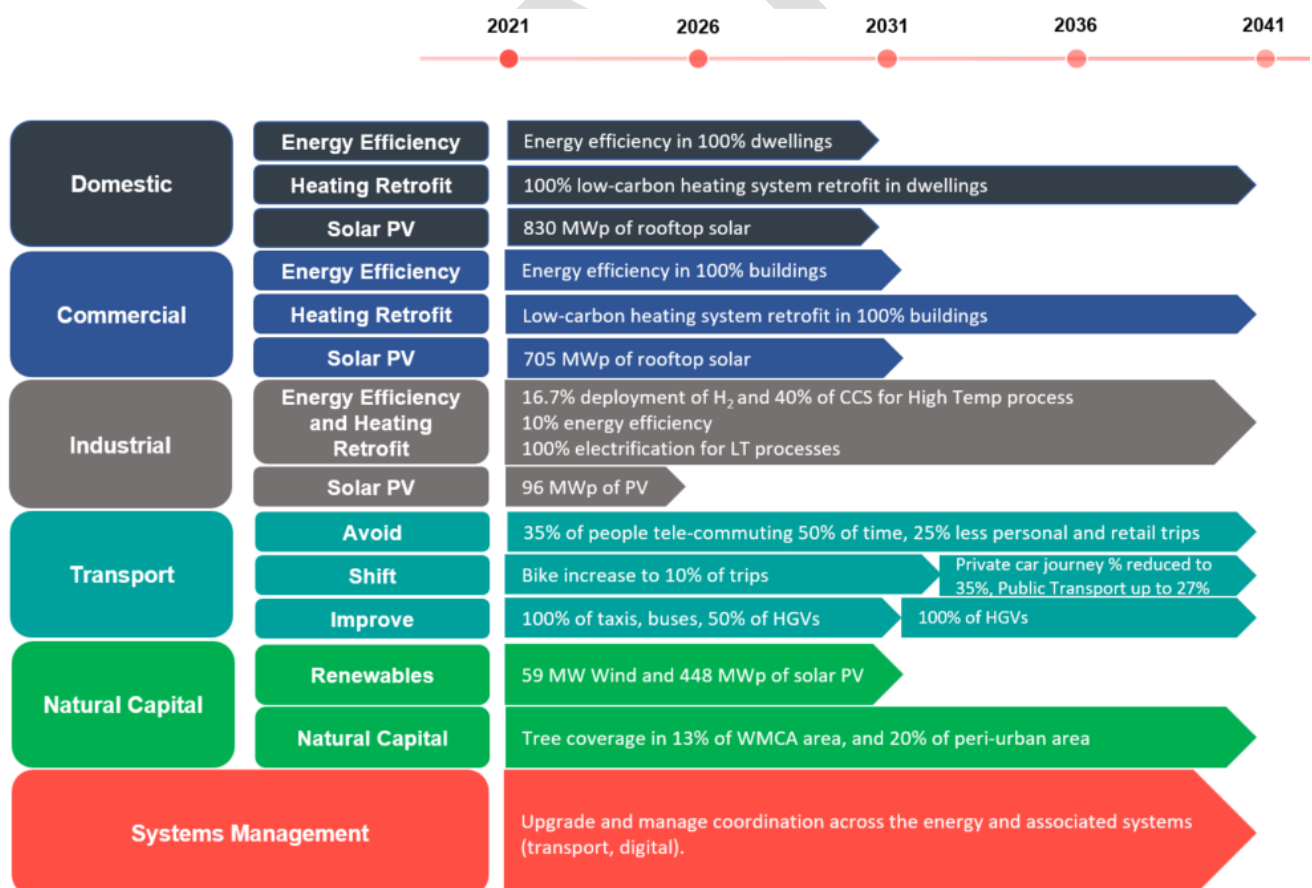 2021 2026 2031 2036 2041
Domestic
Energy Efficiency
Energy efficiency in 100% dwellings
Heating Retrofit
100% low-carbon heating system retrofit in dwellings
Solar PV
830 MWp of rooftop solar
Commercial
Energy Efficiency
Energy efficiency in 100% buildings
Heating Retrofit
Low-carbon heating system retrofit in 100% buildings
Solar PV
705 MWp of rooftop solar
Industrial
Energy Efficiency
and Heating
Retrofit
16.7% deployment of H₂ and 40% of CCS for High Temp process
10% energy efficiency
100% electrification for LT processes
Solar PV
96 MWp of PV
Transport
Avoid
35% of people tele-commuting 50% of time, 25% less personal and retail trips
Shift
Bike increase to 10% of trips
Private car journey % reduced to
35%, Public Transport up to 27%
Improve
100% of taxis, buses, 50% of HGVs
100% of HGVs
Natural Capital
Renewables
59 MW Wind and 448 MWp of solar PV
Natural Capital
Tree coverage in 13% of WMCA area, and 20% of peri-urban area
Systems Management
Upgrade and manage coordination across the energy and associated systems
(transport, digital).